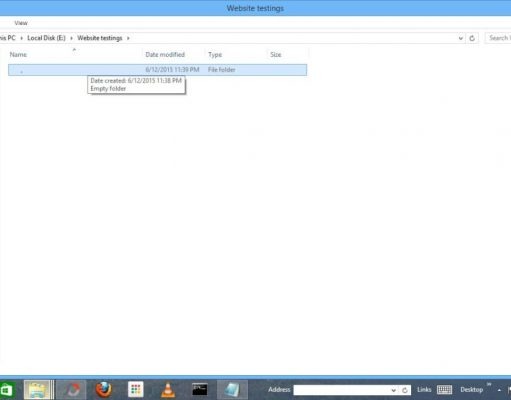 Website testings
View
his PC › Local Disk (E:) › Website testings ›
Search
Name Date modified Type Size
. 6/12/2015 11:39 PM File folder
Date created: 6/12/2015 11:38 PM
Empty folder
Address Links Desktop